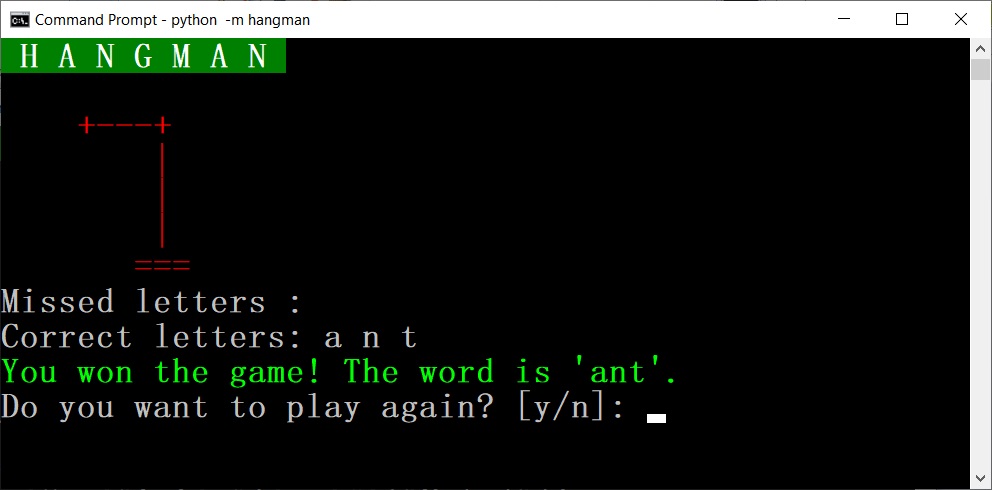 Command Prompt - python  -m hangman
H A N G M A N
+---+
|
|
|
===
Missed letters :
Correct letters: a n t
You won the game! The word is 'ant'.
Do you want to play again? [y/n]: